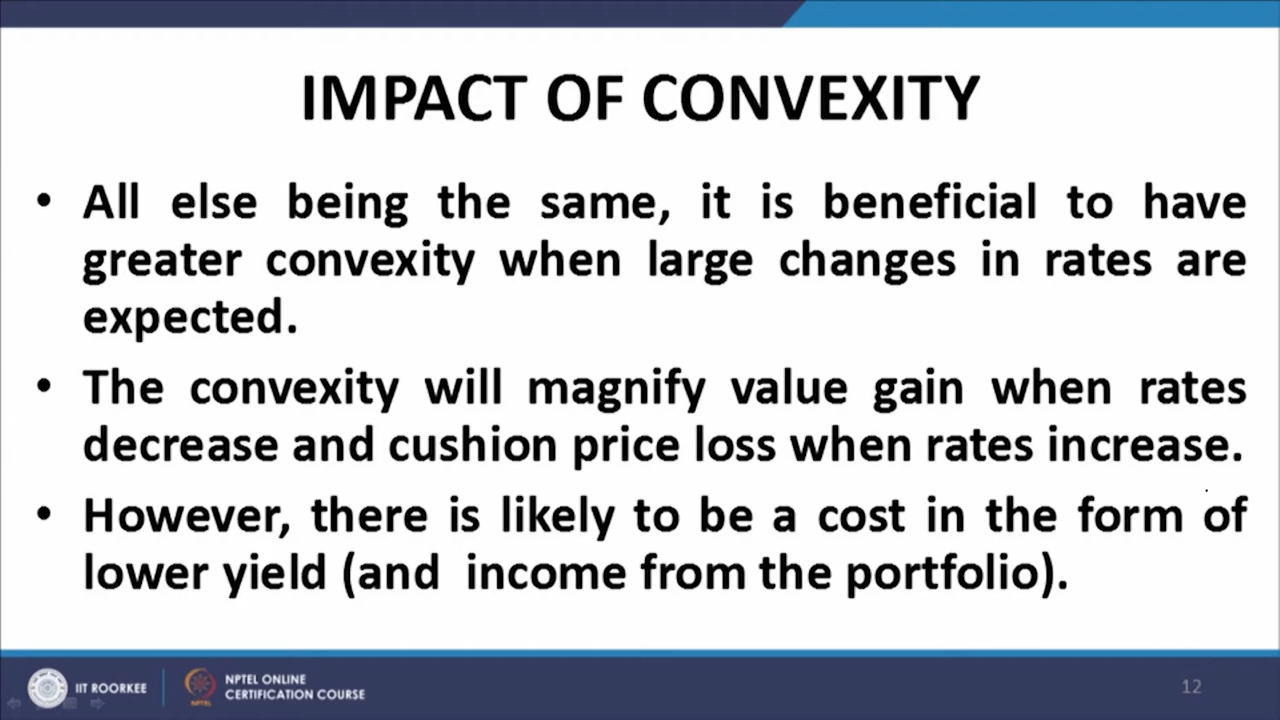 IMPACT OF CONVEXITY
• All else being the same, it is beneficial to have
greater convexity when large changes in rates are
expected.
• The convexity will magnify value gain when rates
decrease and cushion price loss when rates increase.
• However, there is likely to be a cost in the form of
lower yield (and income from the portfolio).
IIT ROORKEE
NPTEL
NPTEL ONLINE
CERTIFICATION COURSE
12